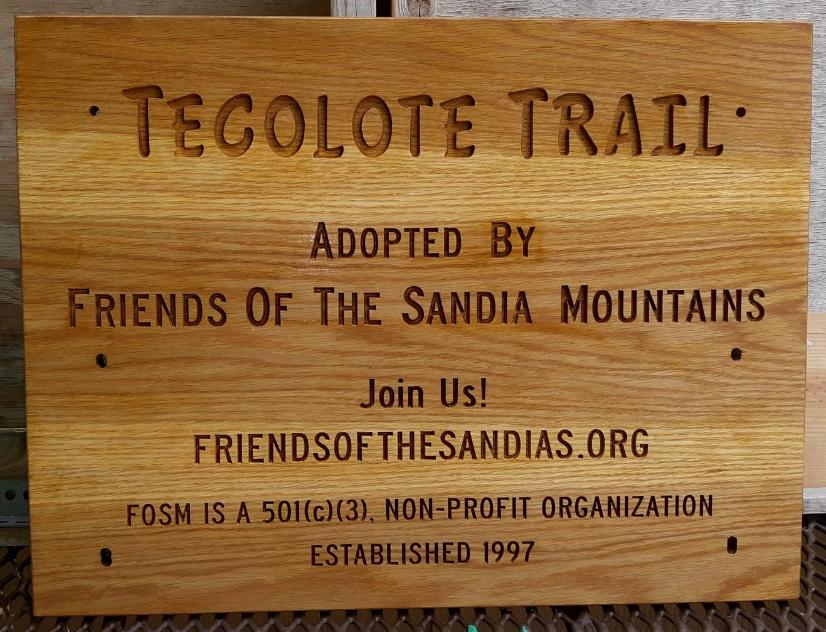 TECOLOTE TRAIL
ADOPTED BY
FRIENDS OF THE SANDIA MOUNTAINS
Join Us!
FRIENDSOFTHESANDIAS.ORG
FOSM IS A 501(c)(3), NON-PROFIT ORGANIZATION
ESTABLISHED 1997